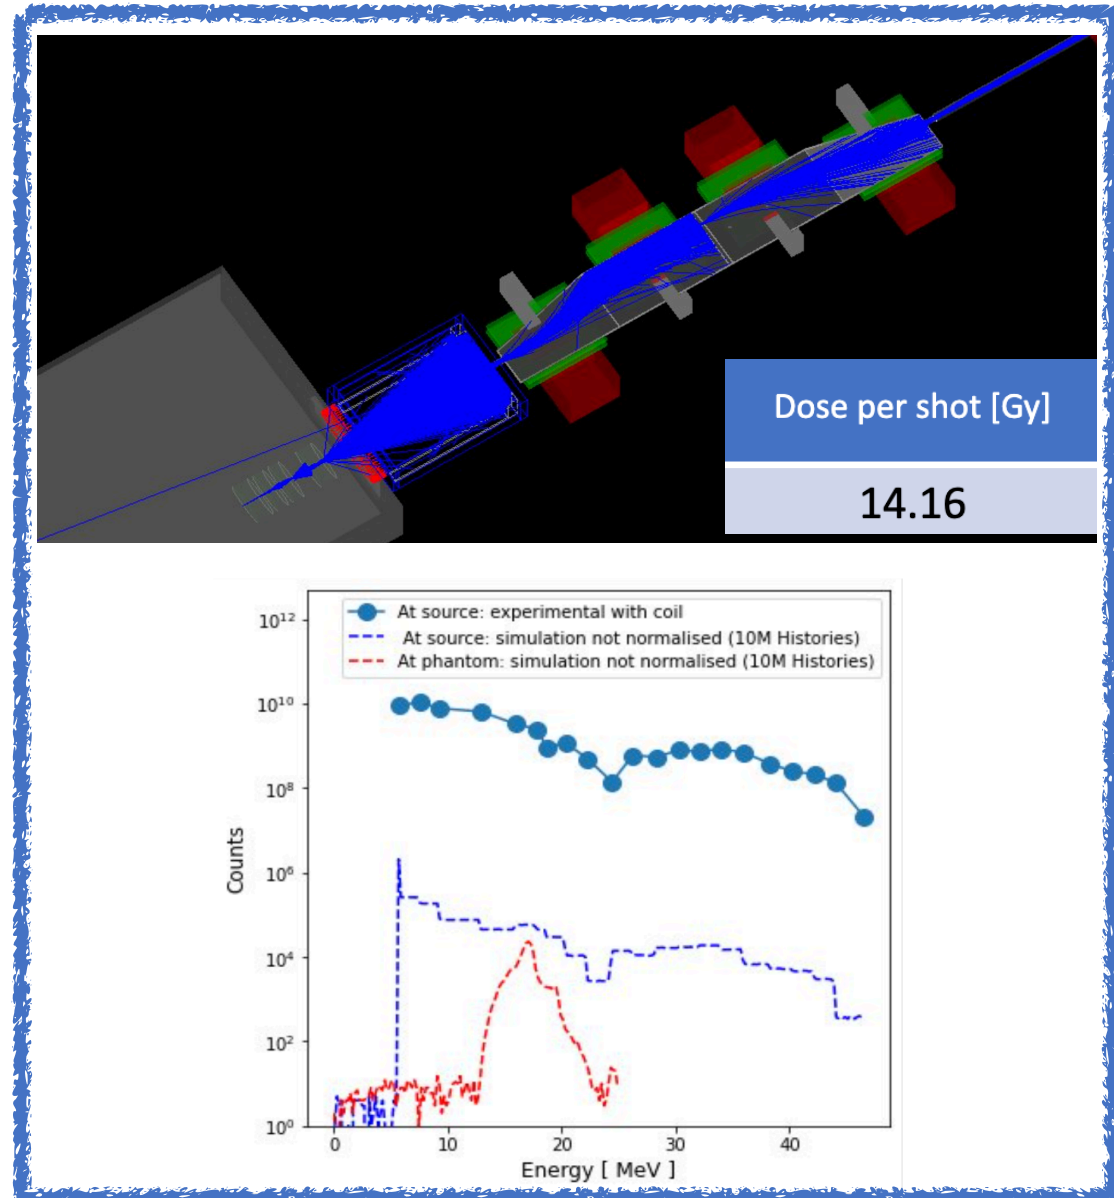 Dose per shot [Gy]
14.16
At source: experimental with coil
At source: simulation not normalised (10M Histories)
At phantom: simulation not normalised (10M Histories)
10¹²
10¹⁰
10⁸
10⁶
10⁴
10²
10⁰
Counts
0 10 20 30 40
Energy [ MeV ]